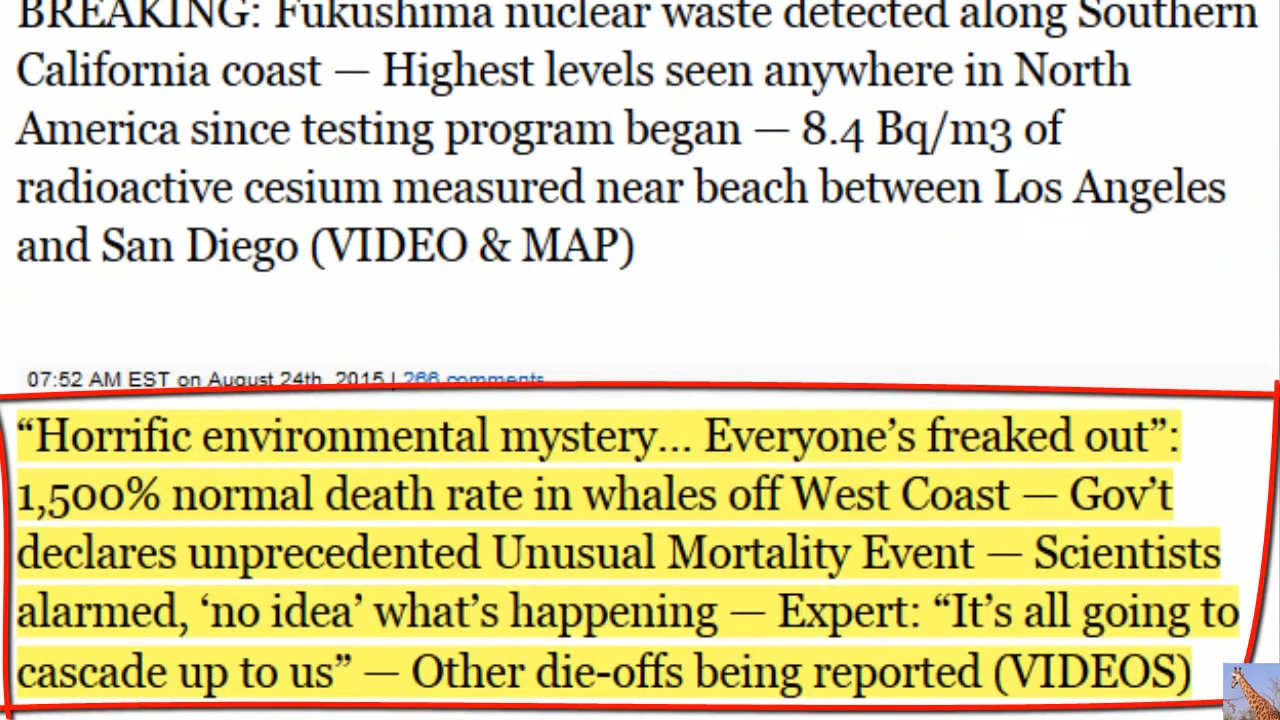 BREAKING: Fukushima nuclear waste detected along Southern
California coast — Highest levels seen anywhere in North
America since testing program began — 8.4 Bq/m3 of
radioactive cesium measured near beach between Los Angeles
and San Diego (VIDEO & MAP)
07:52 AM EST on August 24th, 2015 | 266 comments
“Horrific environmental mystery... Everyone’s freaked out”:
1,500% normal death rate in whales off West Coast — Gov’t
declares unprecedented Unusual Mortality Event — Scientists
alarmed, ‘no idea’ what’s happening — Expert: “It’s all going to
cascade up to us” — Other die-offs being reported (VIDEOS)